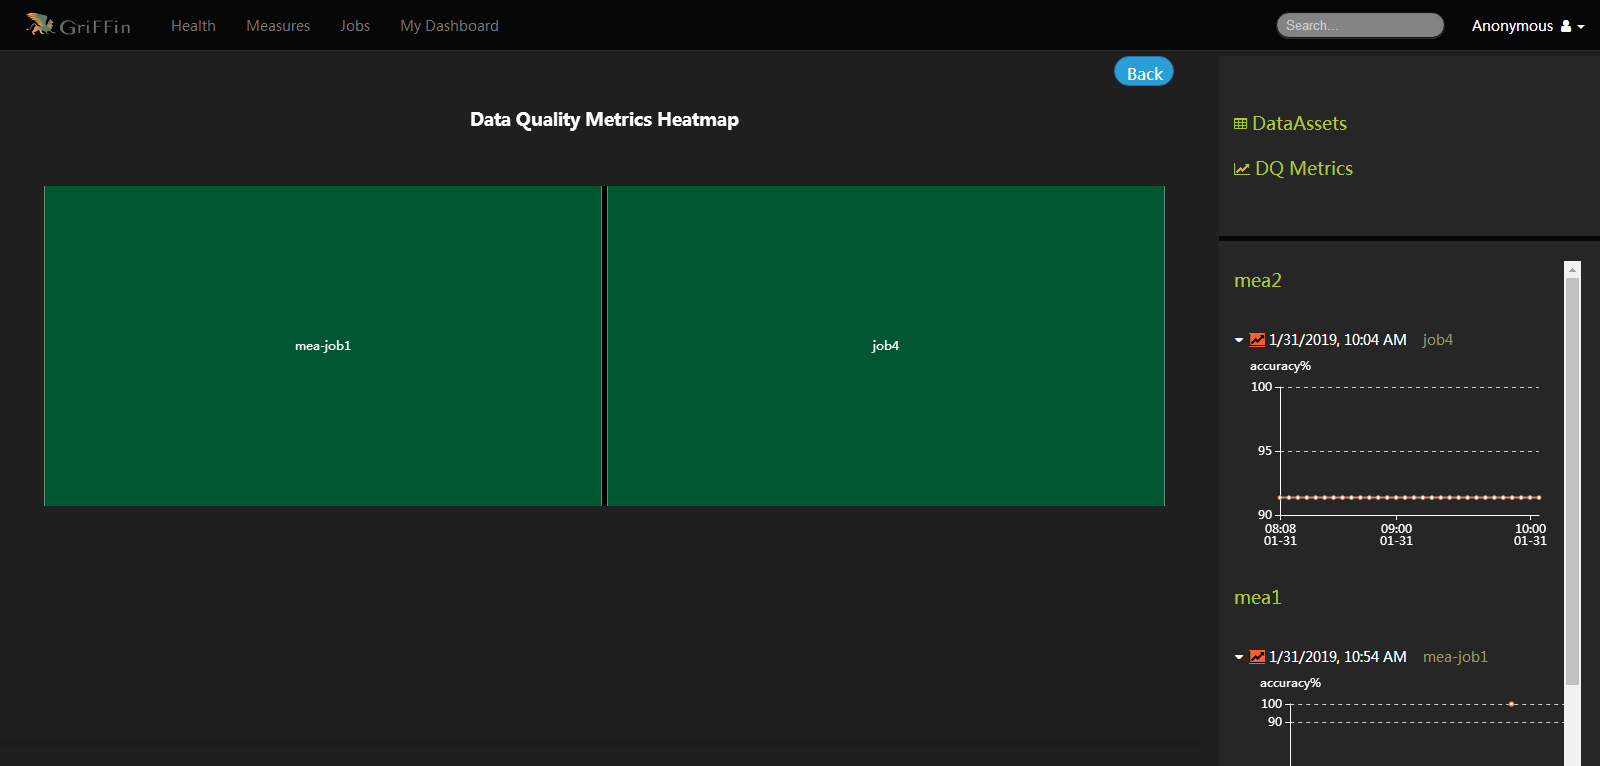 GriFFin Health Measures Jobs My Dashboard Search... Anonymous
Back
Data Quality Metrics Heatmap
mea-job1
job4
DataAssets
DQ Metrics
mea2
1/31/2019, 10:04 AM job4
accuracy%
100
95
90
08:08 09:00 10:00
01-31 01-31 01-31
mea1
1/31/2019, 10:54 AM mea-job1
accuracy%
100
90